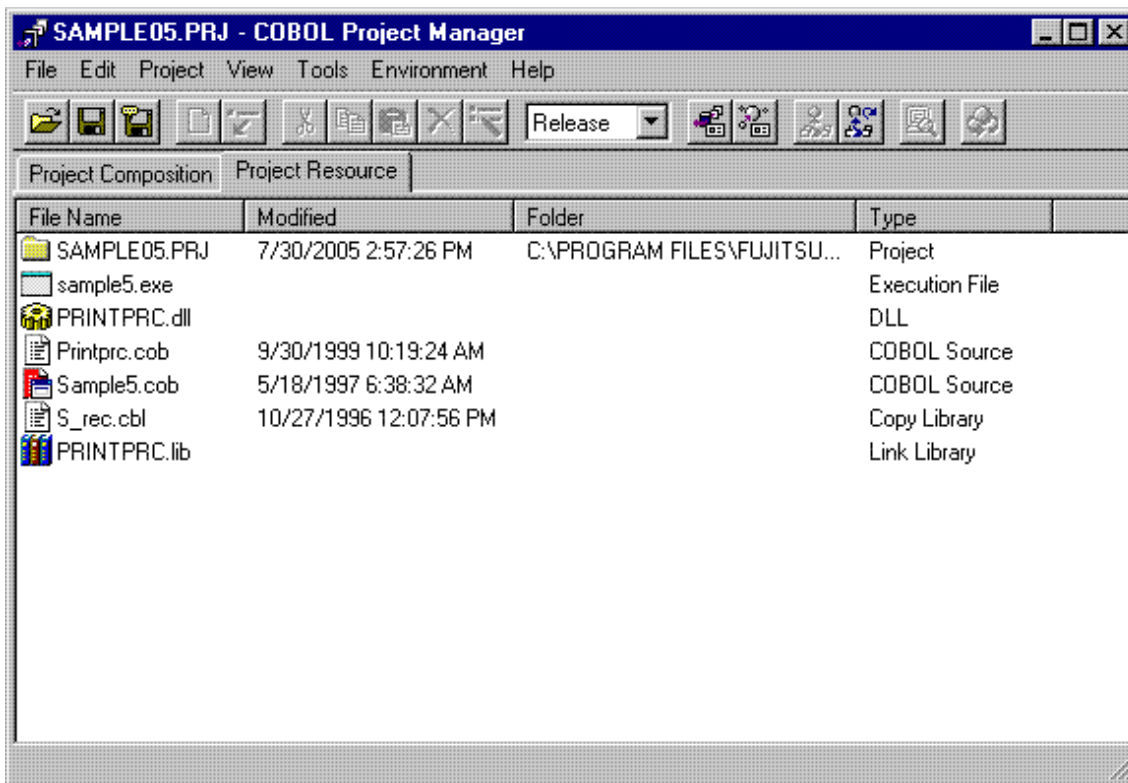 SAMPLE05.PRJ - COBOL Project Manager
File Edit Project View Tools Environment Help
Release
Project Composition Project Resource
File Name Modified Folder Type
SAMPLE05.PRJ 7/30/2005 2:57:26 PM C:\PROGRAM FILES\FUJITSU... Project
sample5.exe Execution File
PRINTPRC.dll DLL
Printprc.cob 9/30/1999 10:19:24 AM COBOL Source
Sample5.cob 5/18/1997 6:38:32 AM COBOL Source
S_rec.cbl 10/27/1996 12:07:56 PM Copy Library
PRINTPRC.lib Link Library